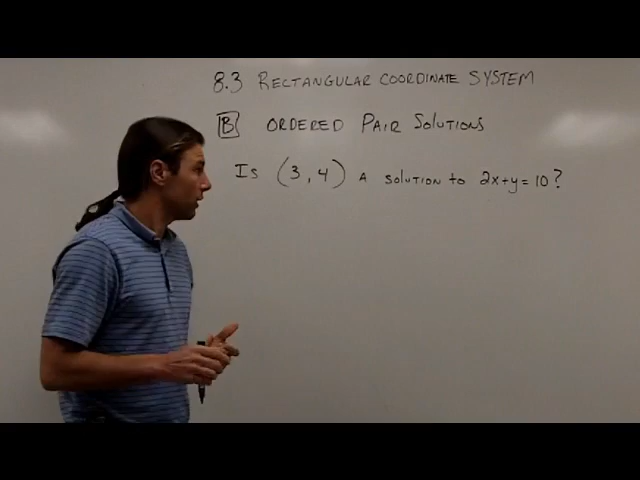 8.3 RECTANGULAR COORDINATE SYSTEM
B ORDERED PAIR SOLUTIONS
IS (3, 4) A SOLUTION TO 2x+y=10?